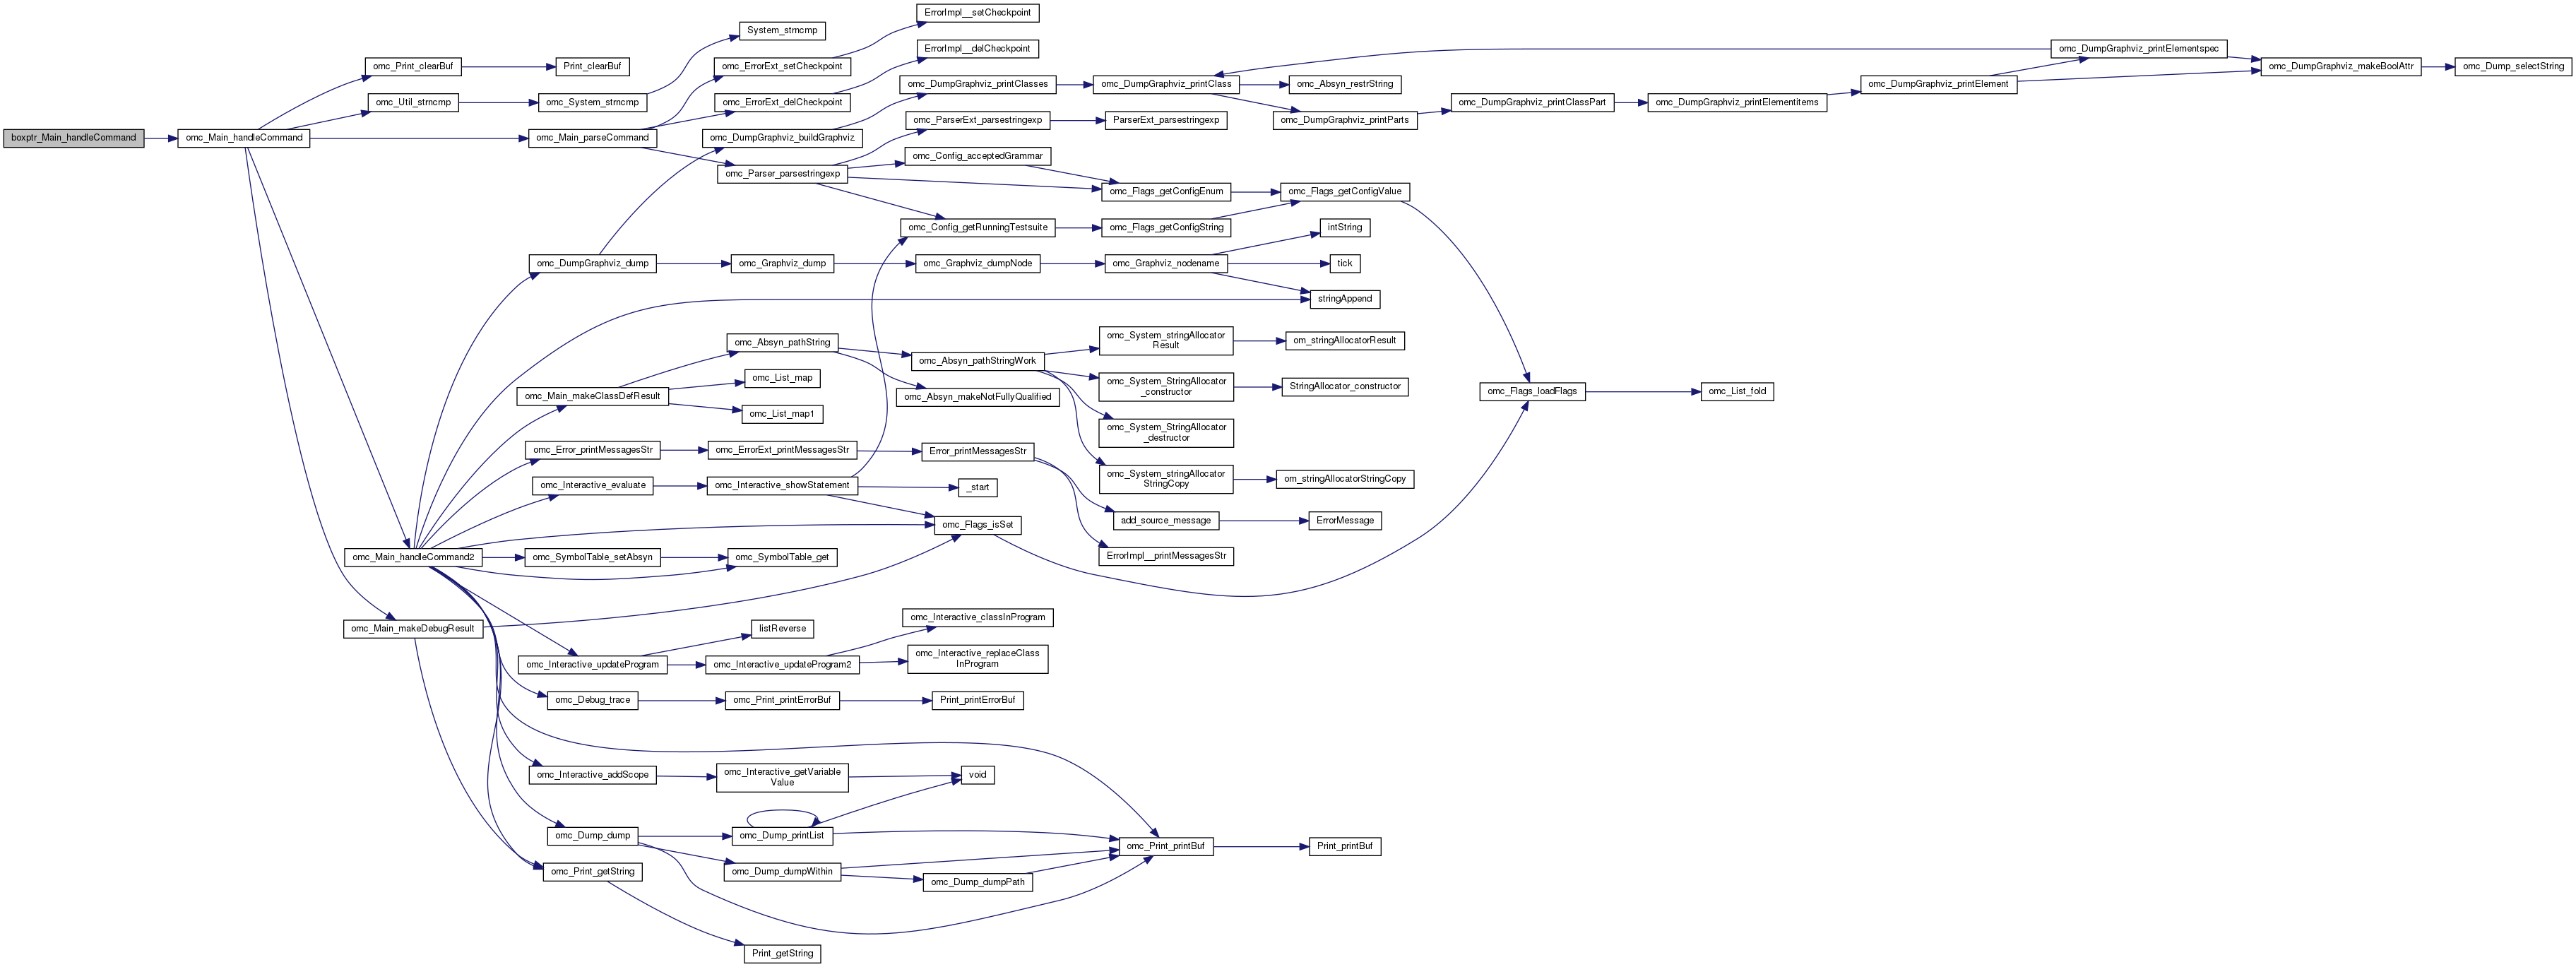 boxptr_Main_handleCommand
omc_Main_handleCommand
omc_Print_clearBuf
omc_Util_strncmp
omc_Main_handleCommand2
omc_Main_makeDebugResult
Print_clearBuf
omc_System_strncmp
omc_Main_parseCommand
omc_DumpGraphviz_dump
omc_Main_makeClassDefResult
omc_Error_printMessagesStr
omc_Interactive_evaluate
omc_SymbolTable_setAbsyn
omc_Interactive_updateProgram
omc_Debug_trace
omc_Interactive_addScope
omc_Dump_dump
omc_Print_getString
System_strncmp
omc_ErrorExt_setCheckpoint
omc_ErrorExt_delCheckpoint
omc_DumpGraphviz_buildGraphviz
omc_Parser_parsestringexp
omc_Graphviz_dump
omc_Absyn_pathString
omc_List_map
omc_List_map1
omc_ErrorExt_printMessagesStr
omc_Interactive_showStatement
omc_SymbolTable_get
listReverse
omc_Interactive_updateProgram2
omc_Print_printErrorBuf
omc_Interactive_getVariable
Value
omc_Dump_printList
omc_Dump_dumpWithin
Print_getString
ErrorImpl__setCheckpoint
ErrorImpl__delCheckpoint
omc_DumpGraphviz_printClasses
omc_ParserExt_parsestringexp
omc_Config_acceptedGrammar
omc_Config_getRunningTestsuite
omc_Graphviz_dumpNode
omc_Absyn_pathStringWork
omc_Absyn_makeNotFullyQualified
Error_printMessagesStr
_start
omc_Flags_isSet
omc_Interactive_classInProgram
omc_Interactive_replaceClass
InProgram
Print_printErrorBuf
void
omc_Dump_dumpPath
omc_DumpGraphviz_printClass
ParserExt_parsestringexp
omc_Flags_getConfigEnum
omc_Flags_getConfigString
omc_Graphviz_nodename
omc_System_stringAllocator
Result
omc_System_StringAllocator
_constructor
omc_System_StringAllocator
_destructor
omc_System_stringAllocator
StringCopy
add_source_message
ErrorImpl__printMessagesStr
omc_Print_printBuf
omc_Absyn_restrString
omc_DumpGraphviz_printParts
omc_Flags_getConfigValue
intString
tick
stringAppend
om_stringAllocatorResult
StringAllocator_constructor
om_stringAllocatorStringCopy
ErrorMessage
Print_printBuf
omc_DumpGraphviz_printClassPart
omc_Flags_loadFlags
omc_DumpGraphviz_printElementitems
omc_List_fold
omc_DumpGraphviz_printElement
omc_DumpGraphviz_printElementspec
omc_DumpGraphviz_makeBoolAttr
omc_Dump_selectString